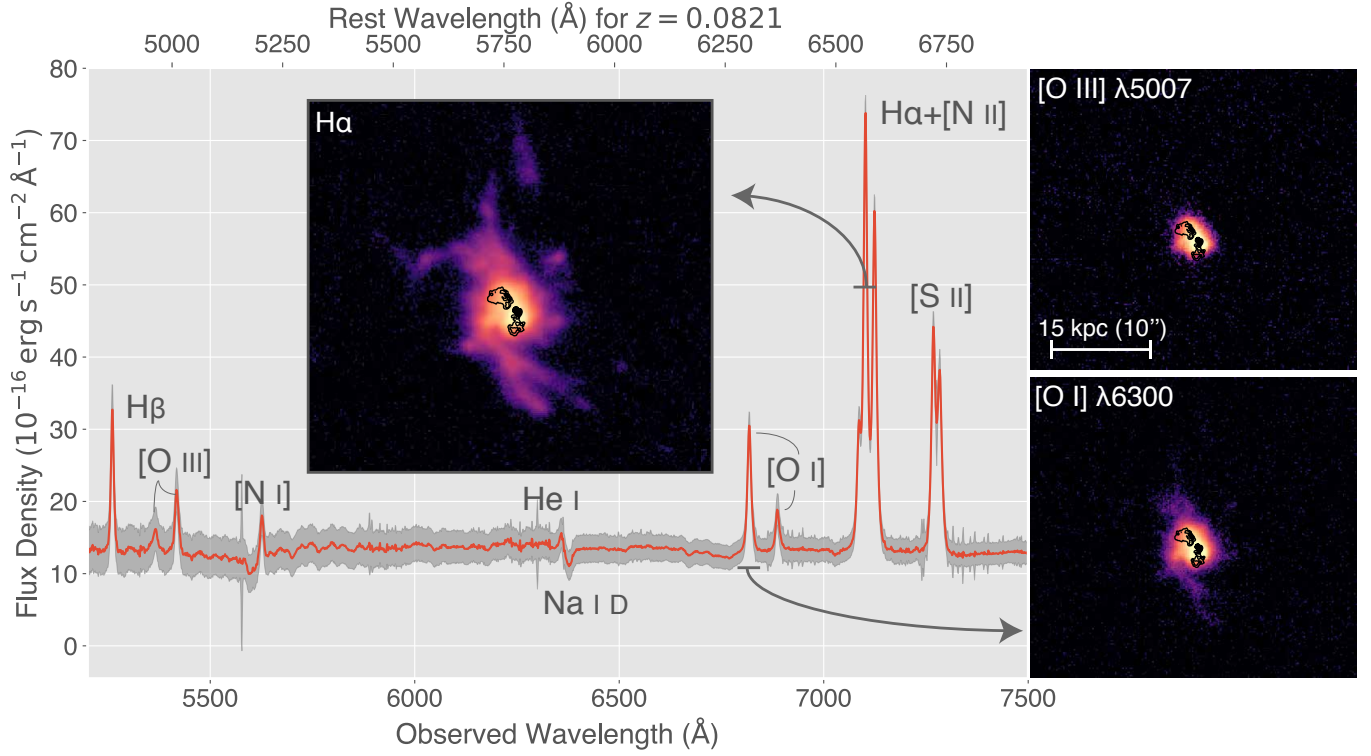 Rest Wavelength (Å) for z = 0.0821
5000 5250 5500 5750 6000 6250 6500 6750
Flux Density (10⁻¹⁶ erg s⁻¹ cm⁻² Å⁻¹)
80
70
60
50
40
30
20
10
0
Hα
Hα+[N II]
[S II]
Hβ
[O III]
[N I]
He I
Na I D
[O I]
5500 6000 6500 7000 7500
Observed Wavelength (Å)
[O III] λ5007
15 kpc (10”)
[O I] λ6300